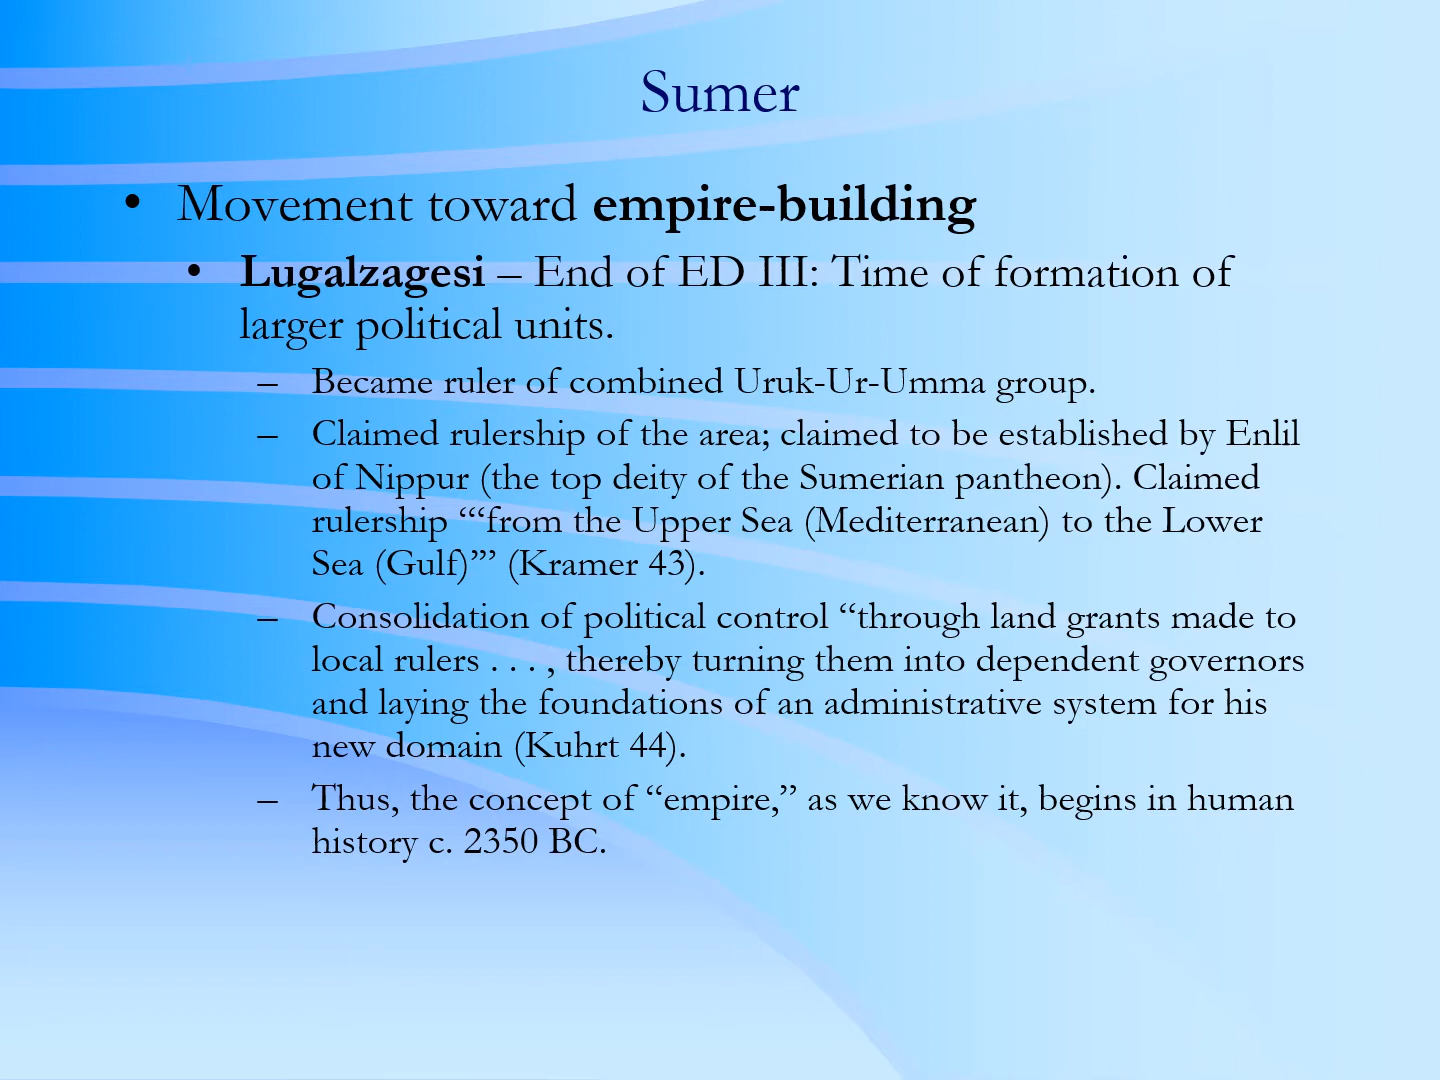 Sumer
• Movement toward empire-building
• Lugalzagesi – End of ED III: Time of formation of
larger political units.
– Became ruler of combined Uruk-Ur-Umma group.
– Claimed rulership of the area; claimed to be established by Enlil
of Nippur (the top deity of the Sumerian pantheon). Claimed
rulership “‘“from the Upper Sea (Mediterranean) to the Lower
Sea (Gulf)”’” (Kramer 43).
– Consolidation of political control “through land grants made to
local rulers . . . , thereby turning them into dependent governors
and laying the foundations of an administrative system for his
new domain (Kuhrt 44).
– Thus, the concept of “empire,” as we know it, begins in human
history c. 2350 BC.